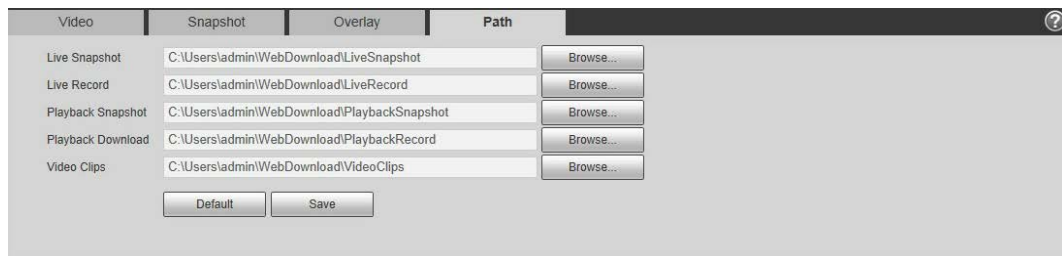 Video Snapshot Overlay Path ?
Live Snapshot C:\Users\admin\WebDownload\LiveSnapshot Browse...
Live Record C:\Users\admin\WebDownload\LiveRecord Browse...
Playback Snapshot C:\Users\admin\WebDownload\PlaybackSnapshot Browse...
Playback Download C:\Users\admin\WebDownload\PlaybackRecord Browse...
Video Clips C:\Users\admin\WebDownload\VideoClips Browse...
Default Save